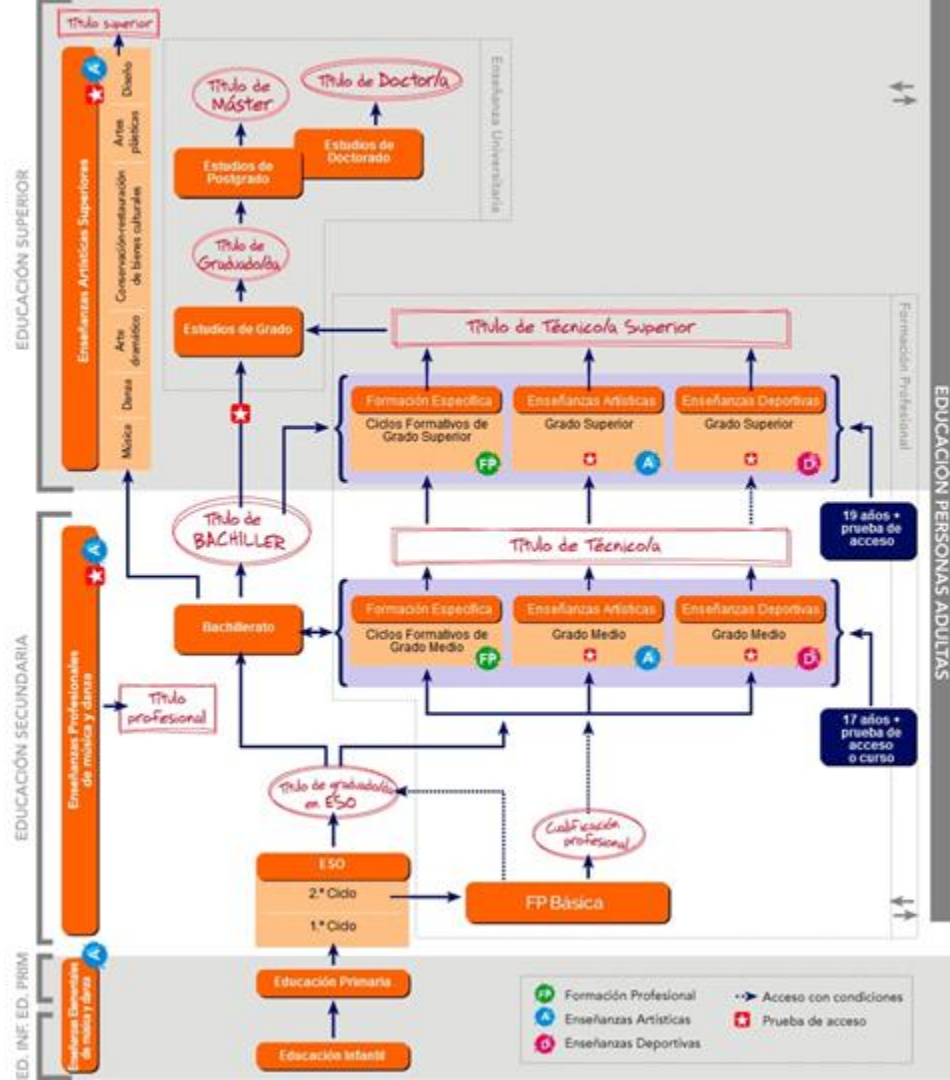 Título superior
EDUCACIÓN SUPERIOR
Enseñanzas Artísticas Superiores
A
Diseño
Artes
plásticas
Conservación-restauración
de bienes culturales
Arte
dramático
Danza
Música
Título de
Máster
Título de Doctor/a
Estudios de
Postgrado
Estudios de
Doctorado
Enseñanza Universitaria
Título de
Graduado/da
Estudios de Grado
Título de Técnico/a Superior
Formación Profesional
Formación Específica
Ciclos Formativos de
Grado Superior
FP
Enseñanzas Artísticas
Grado Superior
A
Enseñanzas Deportivas
Grado Superior
D
19 años +
prueba de
acceso
EDUCACIÓN PERSONAS ADULTAS
EDUCACIÓN SECUNDARIA
Enseñanzas Profesionales
de música y danza
A
Título
profesional
Título de
BACHILLER
Bachillerato
Título de Técnico/a
Formación Específica
Ciclos Formativos de
Grado Medio
FP
Enseñanzas Artísticas
Grado Medio
A
Enseñanzas Deportivas
Grado Medio
D
17 años +
prueba de
acceso
o curso
Título de graduado/da
en ESO
Cualificación
profesional
ESO
2.º Ciclo
1.º Ciclo
FP Básica
ED. INF. ED. PRIM
Enseñanzas Elementales
de música y danza
A
Educación Primaria
Educación Infantil
FP Formación Profesional
A Enseñanzas Artísticas
D Enseñanzas Deportivas
Acceso con condiciones
Prueba de acceso